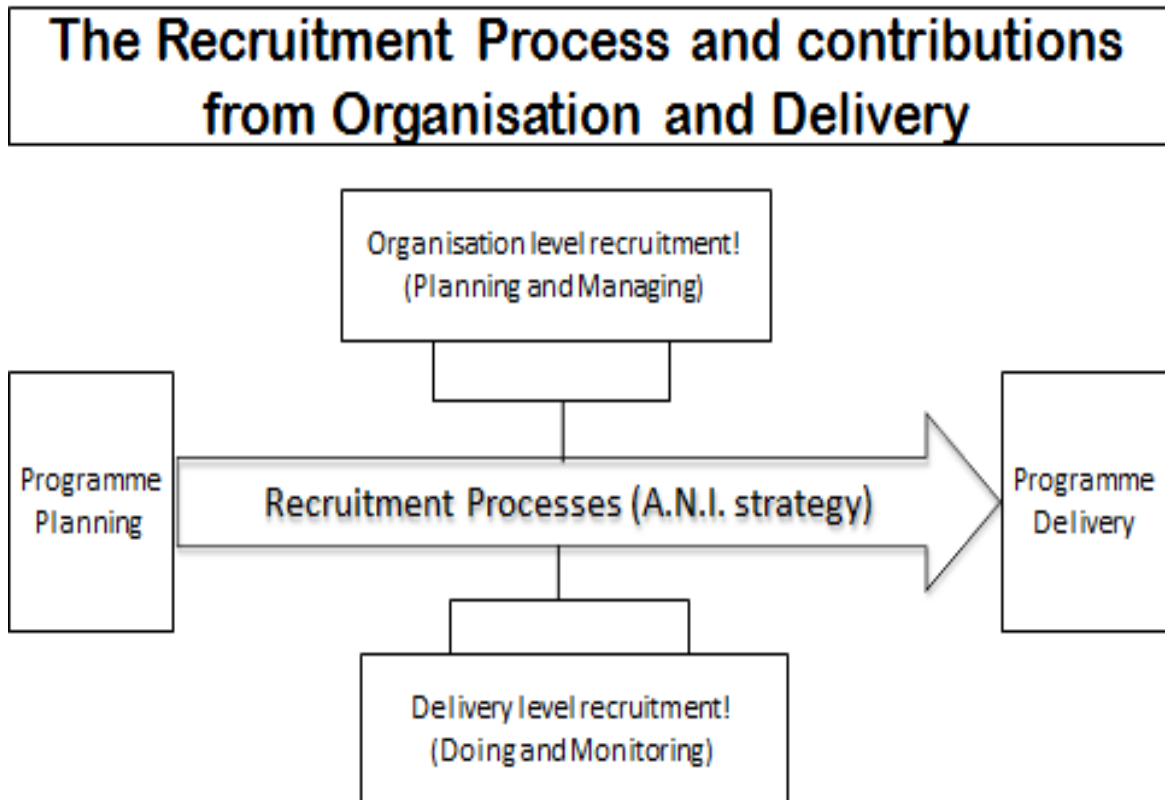 The Recruitment Process and contributions
from Organisation and Delivery
Organisation level recruitment!
(Planning and Managing)
Programme
Planning
Recruitment Processes (A.N.I. strategy)
Programme
Delivery
Delivery level recruitment!
(Doing and Monitoring)